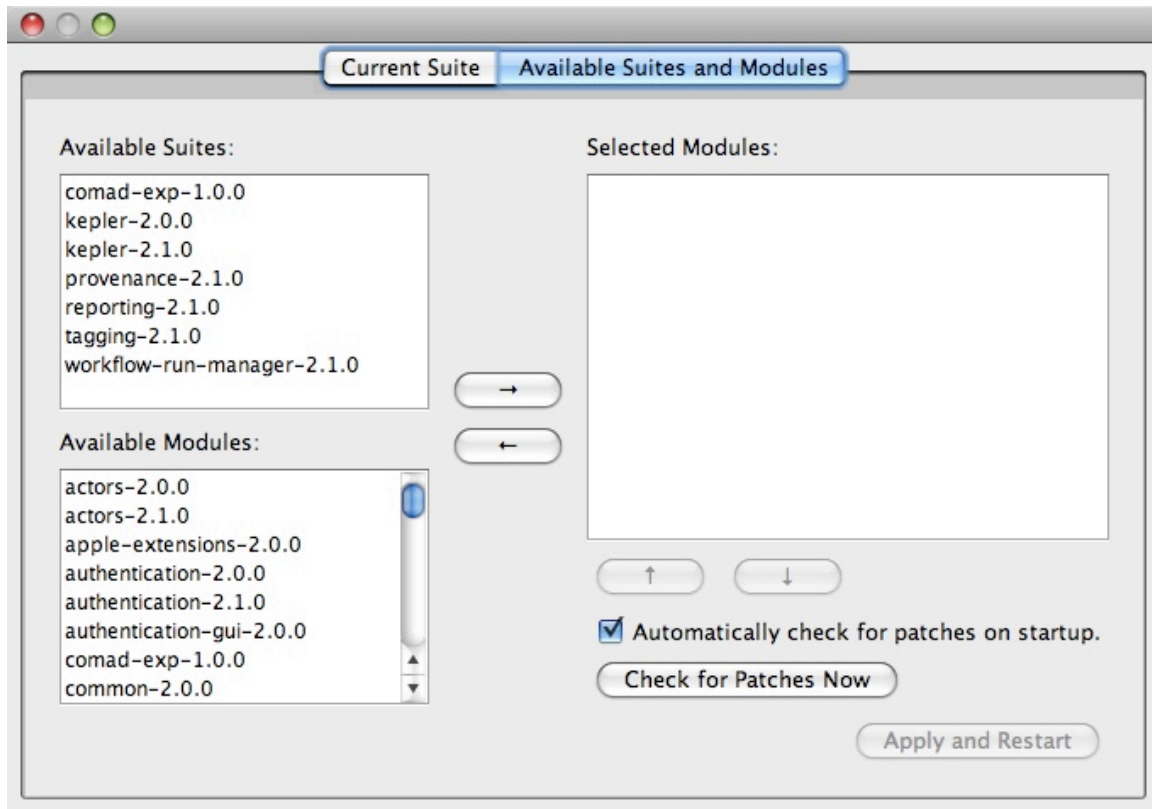 Current Suite
Available Suites and Modules
Available Suites:
comad-exp-1.0.0
kepler-2.0.0
kepler-2.1.0
provenance-2.1.0
reporting-2.1.0
tagging-2.1.0
workflow-run-manager-2.1.0
Available Modules:
actors-2.0.0
actors-2.1.0
apple-extensions-2.0.0
authentication-2.0.0
authentication-2.1.0
authentication-gui-2.0.0
comad-exp-1.0.0
common-2.0.0
→
←
Selected Modules:
↑
↓
Automatically check for patches on startup.
Check for Patches Now
Apply and Restart